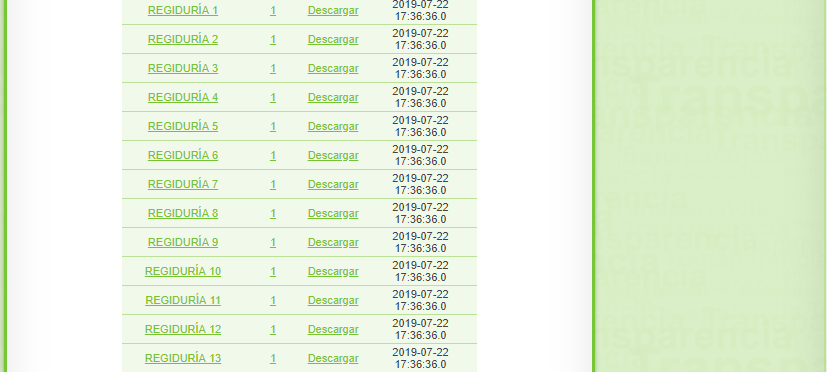 REGIDURÍA 1 1 Descargar 2019-07-22
17:36:36.0
REGIDURÍA 2 1 Descargar 2019-07-22
17:36:36.0
REGIDURÍA 3 1 Descargar 2019-07-22
17:36:36.0
REGIDURÍA 4 1 Descargar 2019-07-22
17:36:36.0
REGIDURÍA 5 1 Descargar 2019-07-22
17:36:36.0
REGIDURÍA 6 1 Descargar 2019-07-22
17:36:36.0
REGIDURÍA 7 1 Descargar 2019-07-22
17:36:36.0
REGIDURÍA 8 1 Descargar 2019-07-22
17:36:36.0
REGIDURÍA 9 1 Descargar 2019-07-22
17:36:36.0
REGIDURÍA 10 1 Descargar 2019-07-22
17:36:36.0
REGIDURÍA 11 1 Descargar 2019-07-22
17:36:36.0
REGIDURÍA 12 1 Descargar 2019-07-22
17:36:36.0
REGIDURÍA 13 1 Descargar 2019-07-22
17:36:36.0